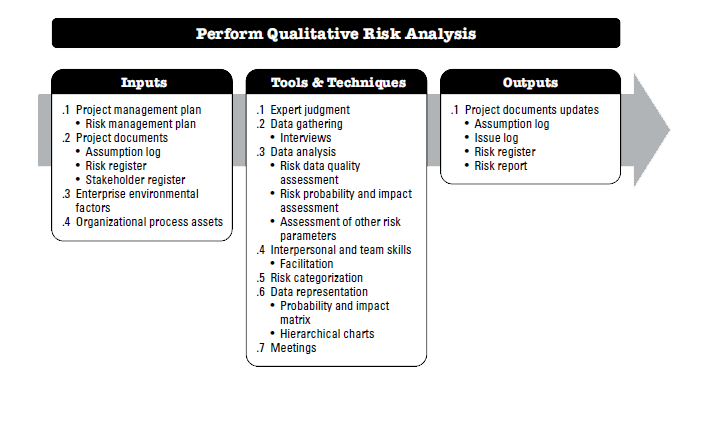 Perform Qualitative Risk Analysis
Inputs
.1 Project management plan
• Risk management plan
.2 Project documents
• Assumption log
• Risk register
• Stakeholder register
.3 Enterprise environmental
factors
.4 Organizational process assets
Tools & Techniques
.1 Expert judgment
.2 Data gathering
• Interviews
.3 Data analysis
• Risk data quality
assessment
• Risk probability and impact
assessment
• Assessment of other risk
parameters
.4 Interpersonal and team skills
• Facilitation
.5 Risk categorization
.6 Data representation
• Probability and impact
matrix
• Hierarchical charts
.7 Meetings
Outputs
.1 Project documents updates
• Assumption log
• Issue log
• Risk register
• Risk report